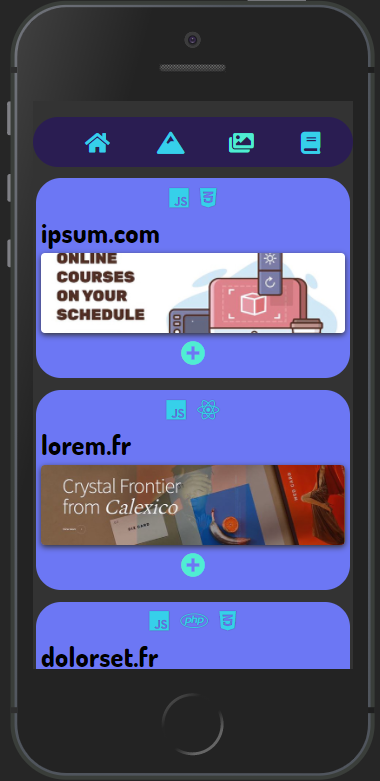 JS
ipsum.com
ONLINE
COURSES
ON YOUR
SCHEDULE
JS
lorem.fr
Crystal Frontier
from Calexico
JS php
dolorset.fr